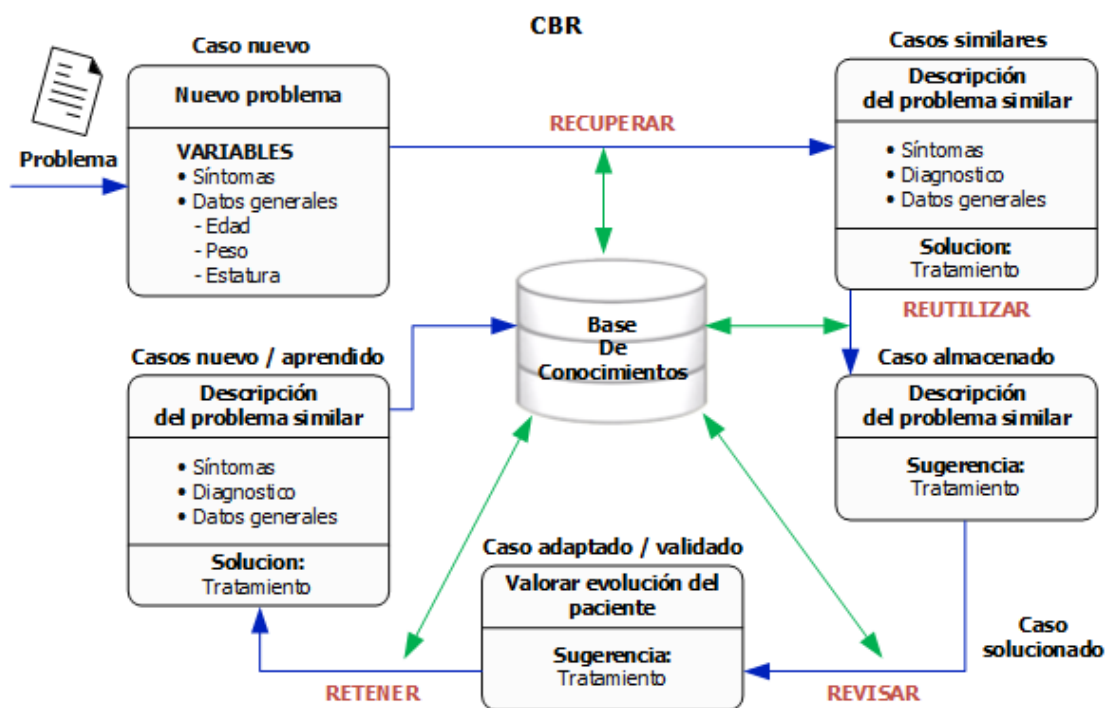 CBR
Caso nuevo
Problema
Nuevo problema
VARIABLES
• Síntomas
• Datos generales
- Edad
- Peso
- Estatura
RECUPERAR
Casos similares
Descripción
del problema similar
• Síntomas
• Diagnostico
• Datos generales
Solucion:
Tratamiento
REUTILIZAR
Base
De
Conocimientos
Caso almacenado
Descripción
del problema similar
Sugerencia:
Tratamiento
Caso
solucionado
REVISAR
Caso adaptado / validado
Valorar evolución del
paciente
Sugerencia:
Tratamiento
RETENER
Casos nuevo / aprendido
Descripción
del problema similar
• Síntomas
• Diagnostico
• Datos generales
Solucion:
Tratamiento